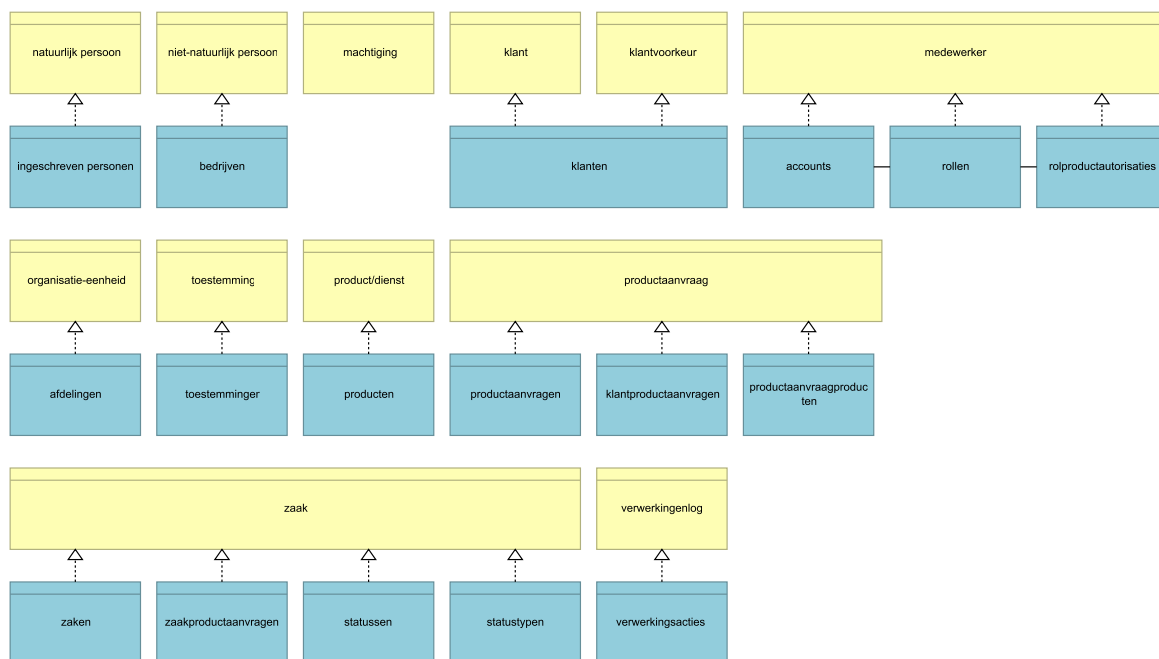 natuurlijk persoon
niet-natuurlijk persoon
machtiging
klant
klantvoorkeur
medewerker
ingeschreven personen
bedrijven
klanten
accounts
rollen
rolproductautorisaties
organisatie-eenheid
toestemming
product/dienst
productaanvraag
afdelingen
toestemminger
producten
productaanvragen
klantproductaanvragen
productaanvraagproduc
ten
zaak
verwerkingenlog
zaken
zaakproductaanvragen
statussen
statustypen
verwerkingsacties